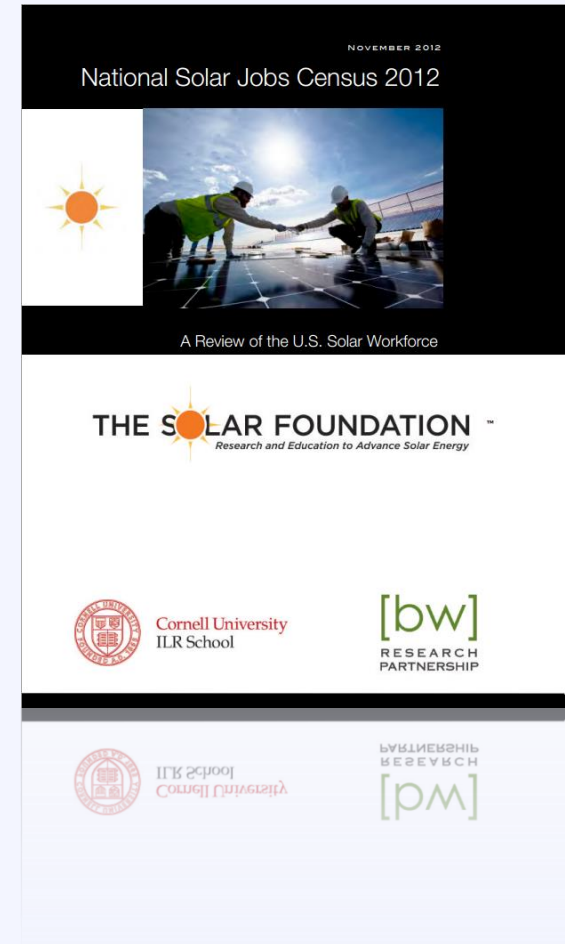 NOVEMBER 2012
National Solar Jobs Census 2012
A Review of the U.S. Solar Workforce
THE SOLAR FOUNDATION ™
Research and Education to Advance Solar Energy
Cornell University
ILR School
[bw]
RESEARCH
PARTNERSHIP